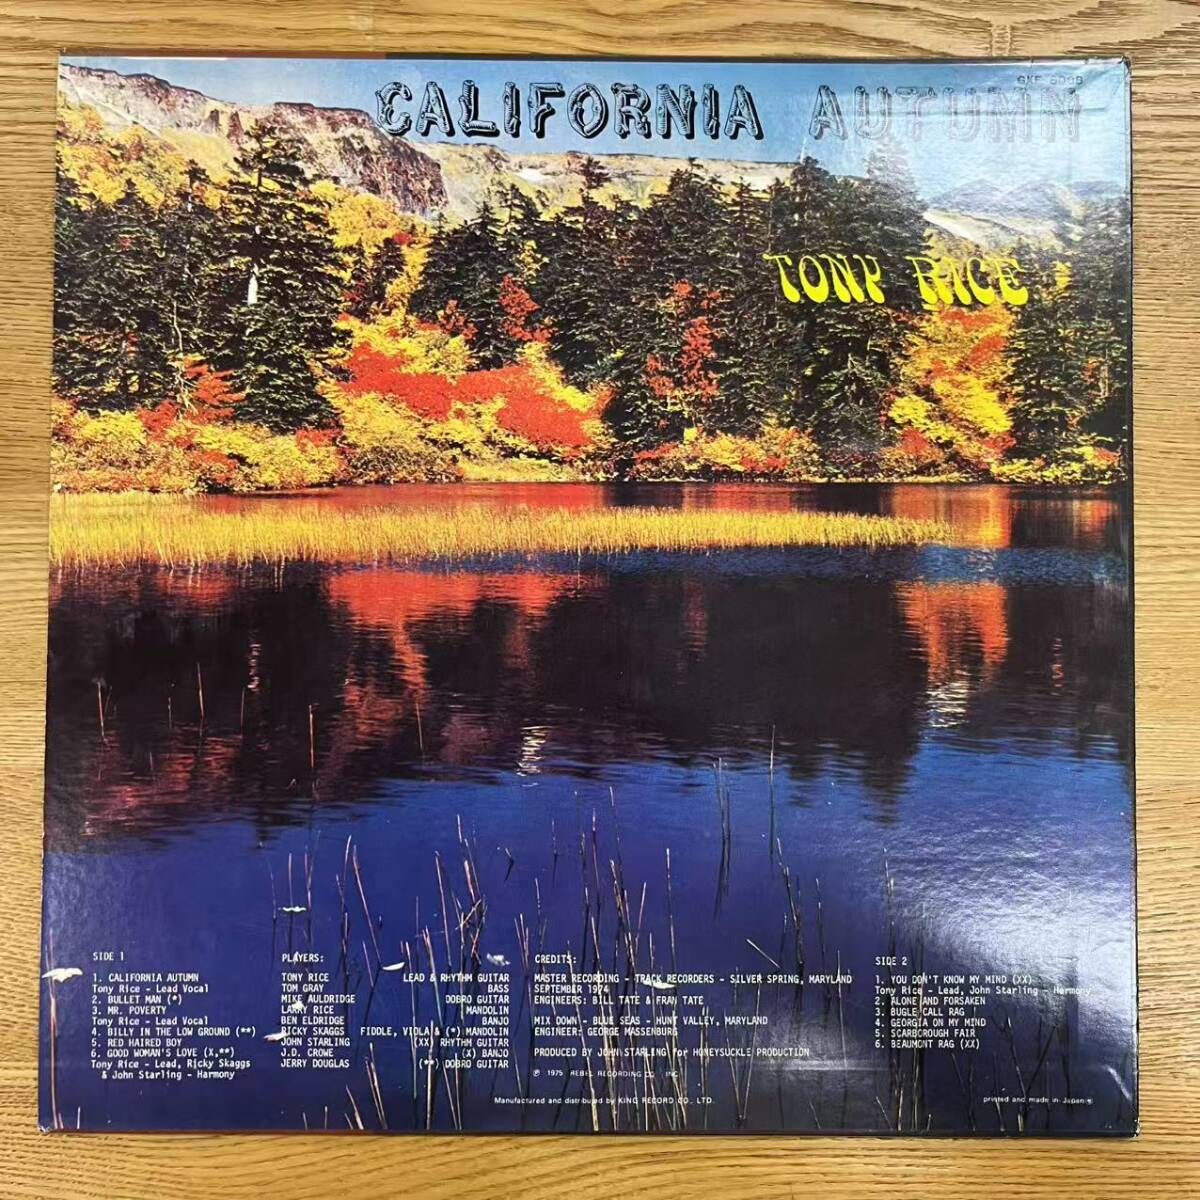 CALIFORNIA AUTUMN
TONY RICE
SIDE 1
1. CALIFORNIA AUTUMN
Tony Rice - Lead Vocal
2. BULLET MAN (*)
3. MR. POVERTY
Tony Rice - Lead Vocal
4. BILLY IN THE LOW GROUND (**)
5. RED HAIRED BOY
6. GOOD WOMAN'S LOVE (X,**)
Tony Rice - Lead, Ricky Skaggs
& John Starling - Harmony
PLAYERS:
TONY RICE LEAD & RHYTHM GUITAR
TOM GRAY BASS
MIKE AULDRIDGE DOBRO GUITAR
LARRY RICE MANDOLIN
BEN ELDRIDGE BANJO
RICKY SKAGGS FIDDLE, VIOLA & (*) MANDOLIN
JOHN STARLING (XX) RHYTHM GUITAR
J.D. CROWE (X) BANJO
JERRY DOUGLAS (**) DOBRO GUITAR
CREDITS:
MASTER RECORDING - TRACK RECORDERS - SILVER SPRING, MARYLAND
SEPTEMBER 1974
ENGINEERS: BILL TATE & FRAN TATE
MIX DOWN - BLUE SEAS - HUNT VALLEY, MARYLAND
ENGINEER: GEORGE MASSENBURG
PRODUCED BY JOHN STARLING for HONEYSUCKLE PRODUCTION
℗ 1975 REBEL RECORDING CO., INC.
Manufactured and distributed by KING RECORD CO., LTD.
SIDE 2
1. YOU DON'T KNOW MY MIND (XX)
Tony Rice - Lead, John Starling - Harmony
2. ALONE AND FORSAKEN
3. BUGLE CALL RAG
4. GEORGIA ON MY MIND
5. SCARBOROUGH FAIR
6. BEAUMONT RAG (XX)
printed and made in Japan